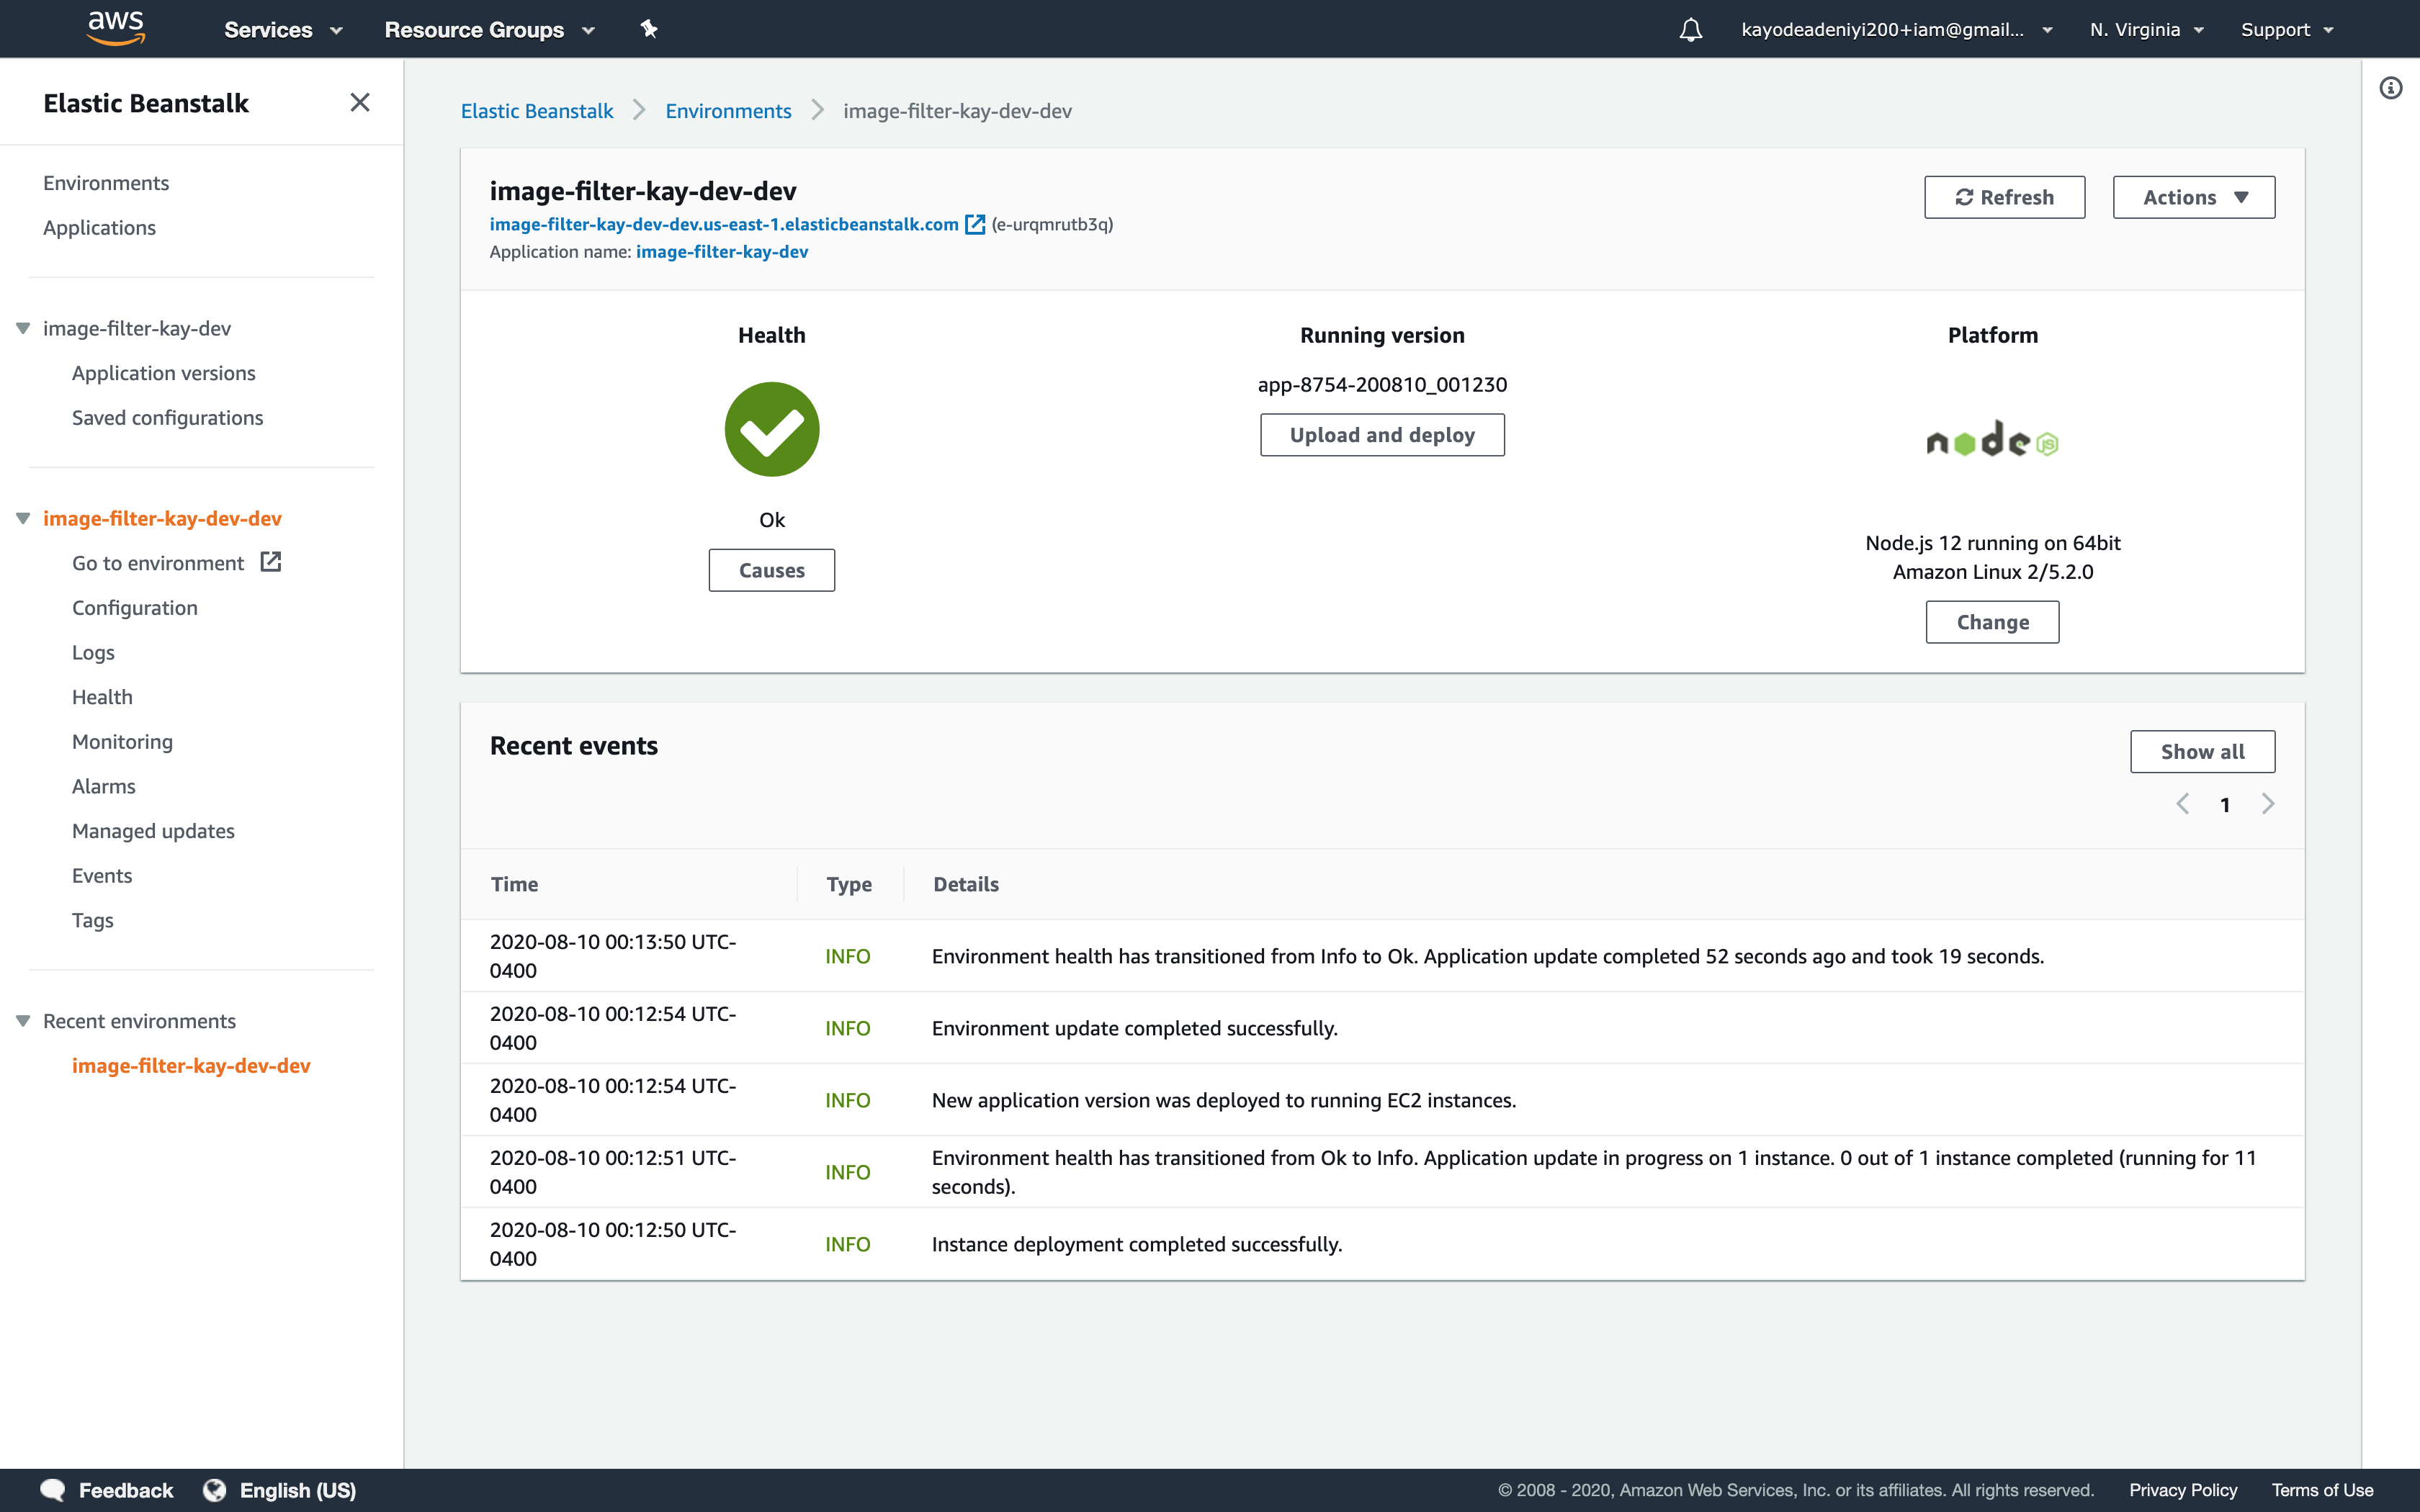 aws Services Resource Groups kayodeadeniyi200+iam@gmail... N. Virginia Support
Elastic Beanstalk
Environments
Applications
image-filter-kay-dev
Application versions
Saved configurations
image-filter-kay-dev-dev
Go to environment
Configuration
Logs
Health
Monitoring
Alarms
Managed updates
Events
Tags
Recent environments
image-filter-kay-dev-dev
Elastic Beanstalk Environments image-filter-kay-dev-dev
image-filter-kay-dev-dev
image-filter-kay-dev-dev.us-east-1.elasticbeanstalk.com (e-urqmrutb3q)
Application name: image-filter-kay-dev
Refresh Actions
Health
Ok
Causes
Running version
app-8754-200810_001230
Upload and deploy
Platform
node JS
Node.js 12 running on 64bit
Amazon Linux 2/5.2.0
Change
Recent events
Show all
1
Time Type Details
2020-08-10 00:13:50 UTC-
0400
INFO
Environment health has transitioned from Info to Ok. Application update completed 52 seconds ago and took 19 seconds.
2020-08-10 00:12:54 UTC-
0400
INFO
Environment update completed successfully.
2020-08-10 00:12:54 UTC-
0400
INFO
New application version was deployed to running EC2 instances.
2020-08-10 00:12:51 UTC-
0400
INFO
Environment health has transitioned from Ok to Info. Application update in progress on 1 instance. 0 out of 1 instance completed (running for 11
seconds).
2020-08-10 00:12:50 UTC-
0400
INFO
Instance deployment completed successfully.
Feedback English (US) © 2008 - 2020, Amazon Web Services, Inc. or its affiliates. All rights reserved. Privacy Policy Terms of Use